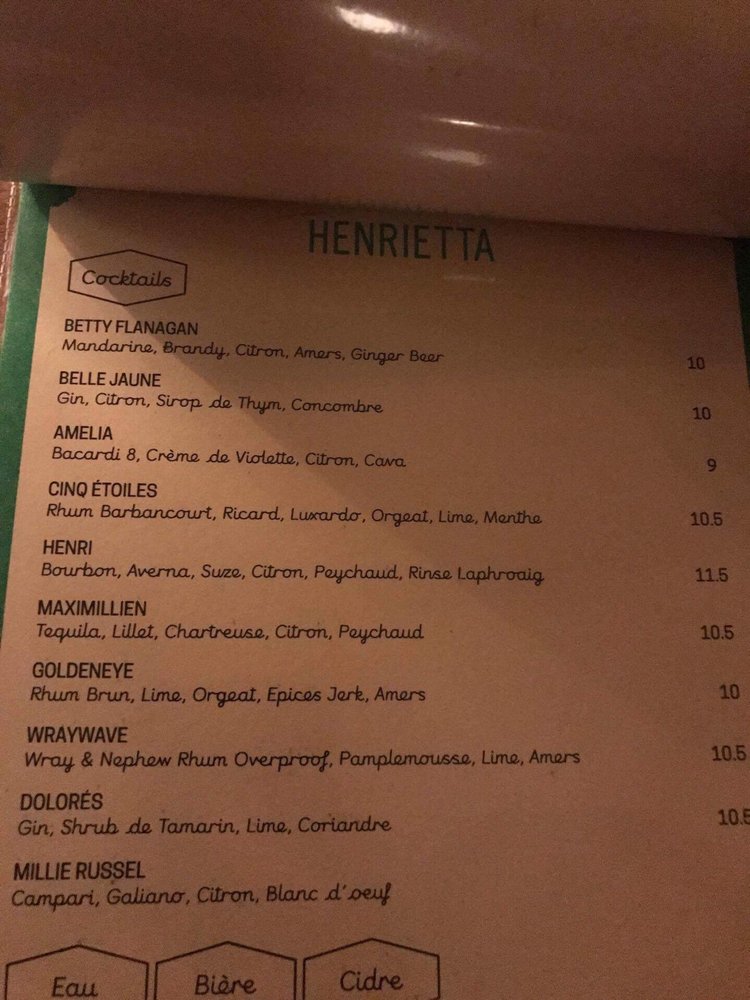 HENRIETTA
Cocktails
BETTY FLANAGAN
Mandarine, Brandy, Citron, Amers, Ginger Beer
10
BELLE JAUNE
Gin, Citron, Sirop de Thym, Concombre
10
AMELIA
Bacardi 8, Crème de Violette, Citron, Cava
9
CINQ ÉTOILES
Rhum Barbancourt, Ricard, Luxardo, Orgeat, Lime, Menthe
10.5
HENRI
Bourbon, Averna, Suze, Citron, Peychaud, Rinse Laphroaig
11.5
MAXIMILLIEN
Tequila, Lillet, Chartreuse, Citron, Peychaud
10.5
GOLDENEYE
Rhum Brun, Lime, Orgeat, Epices Jerk, Amers
10
WRAYWAVE
Wray & Nephew Rhum Overproof, Pamplemousse, Lime, Amers
10.5
DOLORÉS
Gin, Shrub de Tamarin, Lime, Coriandre
10.5
MILLIE RUSSEL
Campari, Galiano, Citron, Blanc d'oeuf
Eau
Bière
Cidre